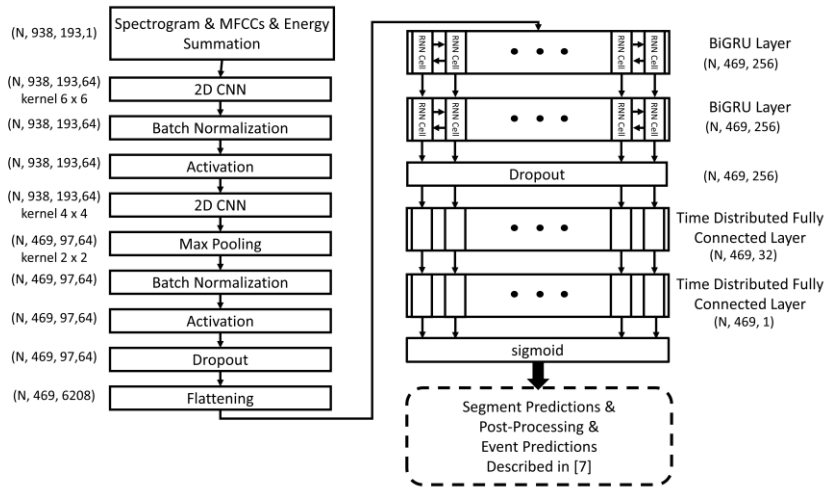 (N, 938, 193,1)
Spectrogram & MFCCs & Energy
Summation
(N, 938, 193,64)
kernel 6 x 6
2D CNN
(N, 938, 193,64)
Batch Normalization
(N, 938, 193,64)
Activation
(N, 938, 193,64)
kernel 4 x 4
2D CNN
(N, 469, 97,64)
kernel 2 x 2
Max Pooling
(N, 469, 97,64)
Batch Normalization
(N, 469, 97,64)
Activation
(N, 469, 97,64)
Dropout
(N, 469, 6208)
Flattening
RNN Cell
RNN Cell
• • •
RNN Cell
RNN Cell
BiGRU Layer
(N, 469, 256)
RNN Cell
RNN Cell
• • •
RNN Cell
RNN Cell
BiGRU Layer
(N, 469, 256)
Dropout
(N, 469, 256)
• • •
Time Distributed Fully
Connected Layer
(N, 469, 32)
• • •
Time Distributed Fully
Connected Layer
(N, 469, 1)
sigmoid
Segment Predictions &
Post-Processing &
Event Predictions
Described in [7]